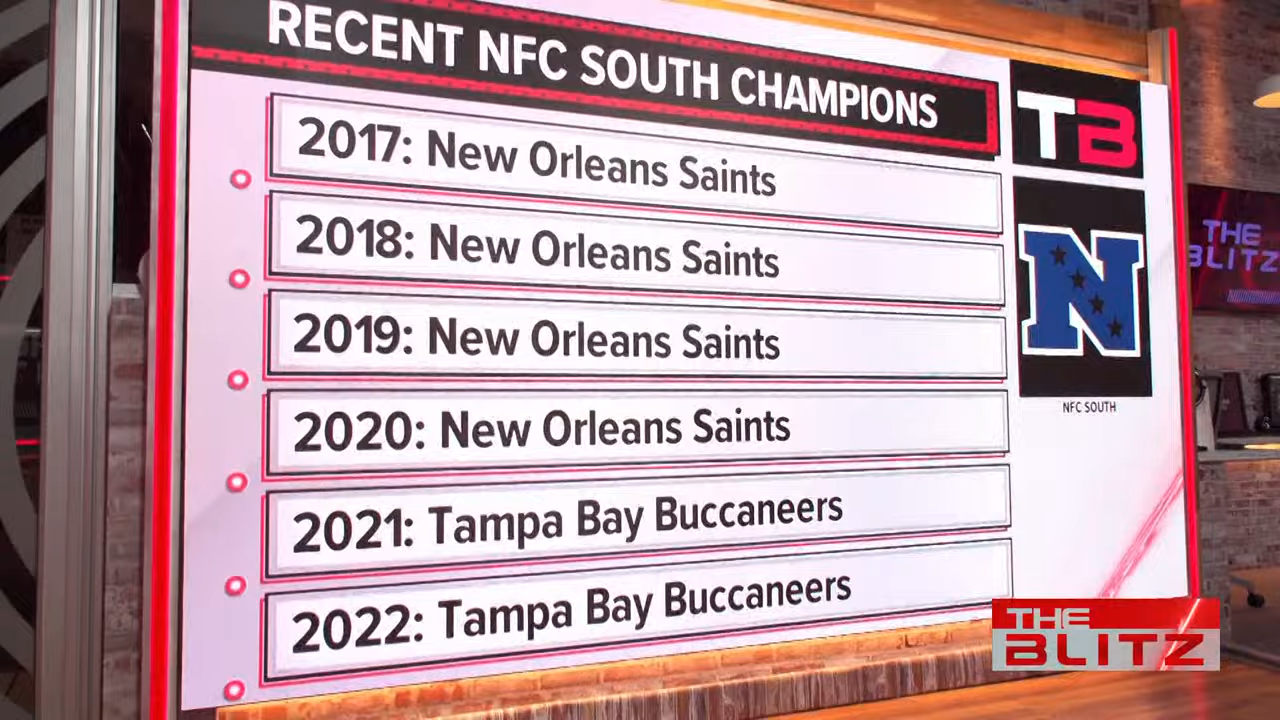 RECENT NFC SOUTH CHAMPIONS
2017: New Orleans Saints
2018: New Orleans Saints
2019: New Orleans Saints
2020: New Orleans Saints
2021: Tampa Bay Buccaneers
2022: Tampa Bay Buccaneers
TB
N
NFC SOUTH
THE
BLITZ
THE
BLITZ